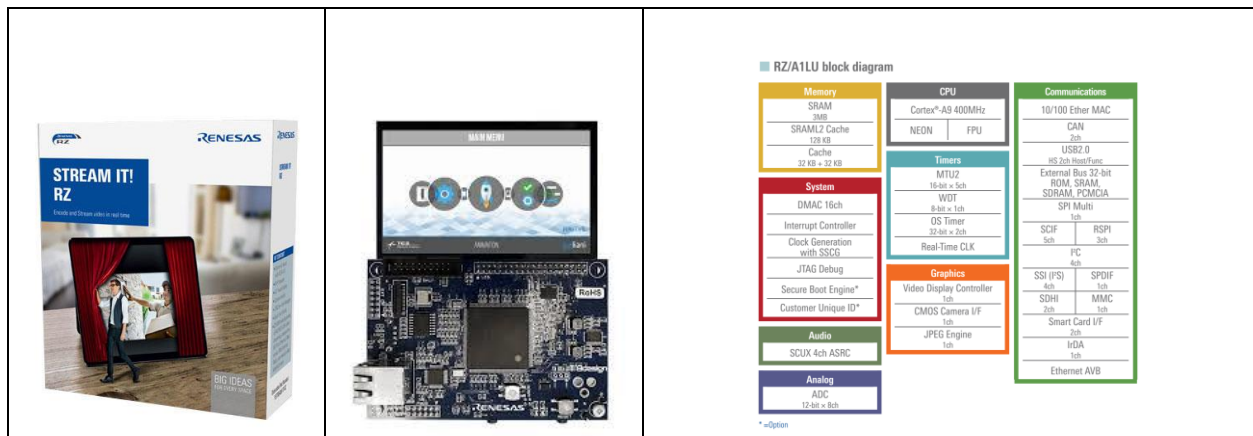 RZ
RENESAS
RENESAS
STREAM IT!
RZ
Encode and Stream video in real time
BIG IDEAS
FOR EVERY SPACE
MAIN MENU
ANIMATION
RoHS
RENESAS
RZ/A1LU block diagram
Memory
SRAM
3MB
SRAML2 Cache
128 KB
Cache
32 KB + 32 KB
System
DMAC 16ch
Interrupt Controller
Clock Generation
with SSCG
JTAG Debug
Secure Boot Engine*
Customer Unique ID*
Audio
SCUX 4ch ASRC
Analog
ADC
12-bit × 8ch
* =Option
CPU
Cortex®-A9 400MHz
NEON FPU
Timers
MTU2
16-bit × 5ch
WDT
8-bit × 1ch
OS Timer
32-bit × 2ch
Real-Time CLK
Graphics
Video Display Controller
1ch
CMOS Camera I/F
1ch
JPEG Engine
1ch
Communications
10/100 Ether MAC
CAN
2ch
USB2.0
HS 2ch Host/Func
External Bus 32-bit
ROM, SRAM,
SDRAM, PCMCIA
SPI Multi
1ch
SCIF RSPI
5ch 3ch
I²C
4ch
SSI (I²S) SPDIF
4ch 1ch
SDHI MMC
2ch 1ch
Smart Card I/F
2ch
IrDA
1ch
Ethernet AVB